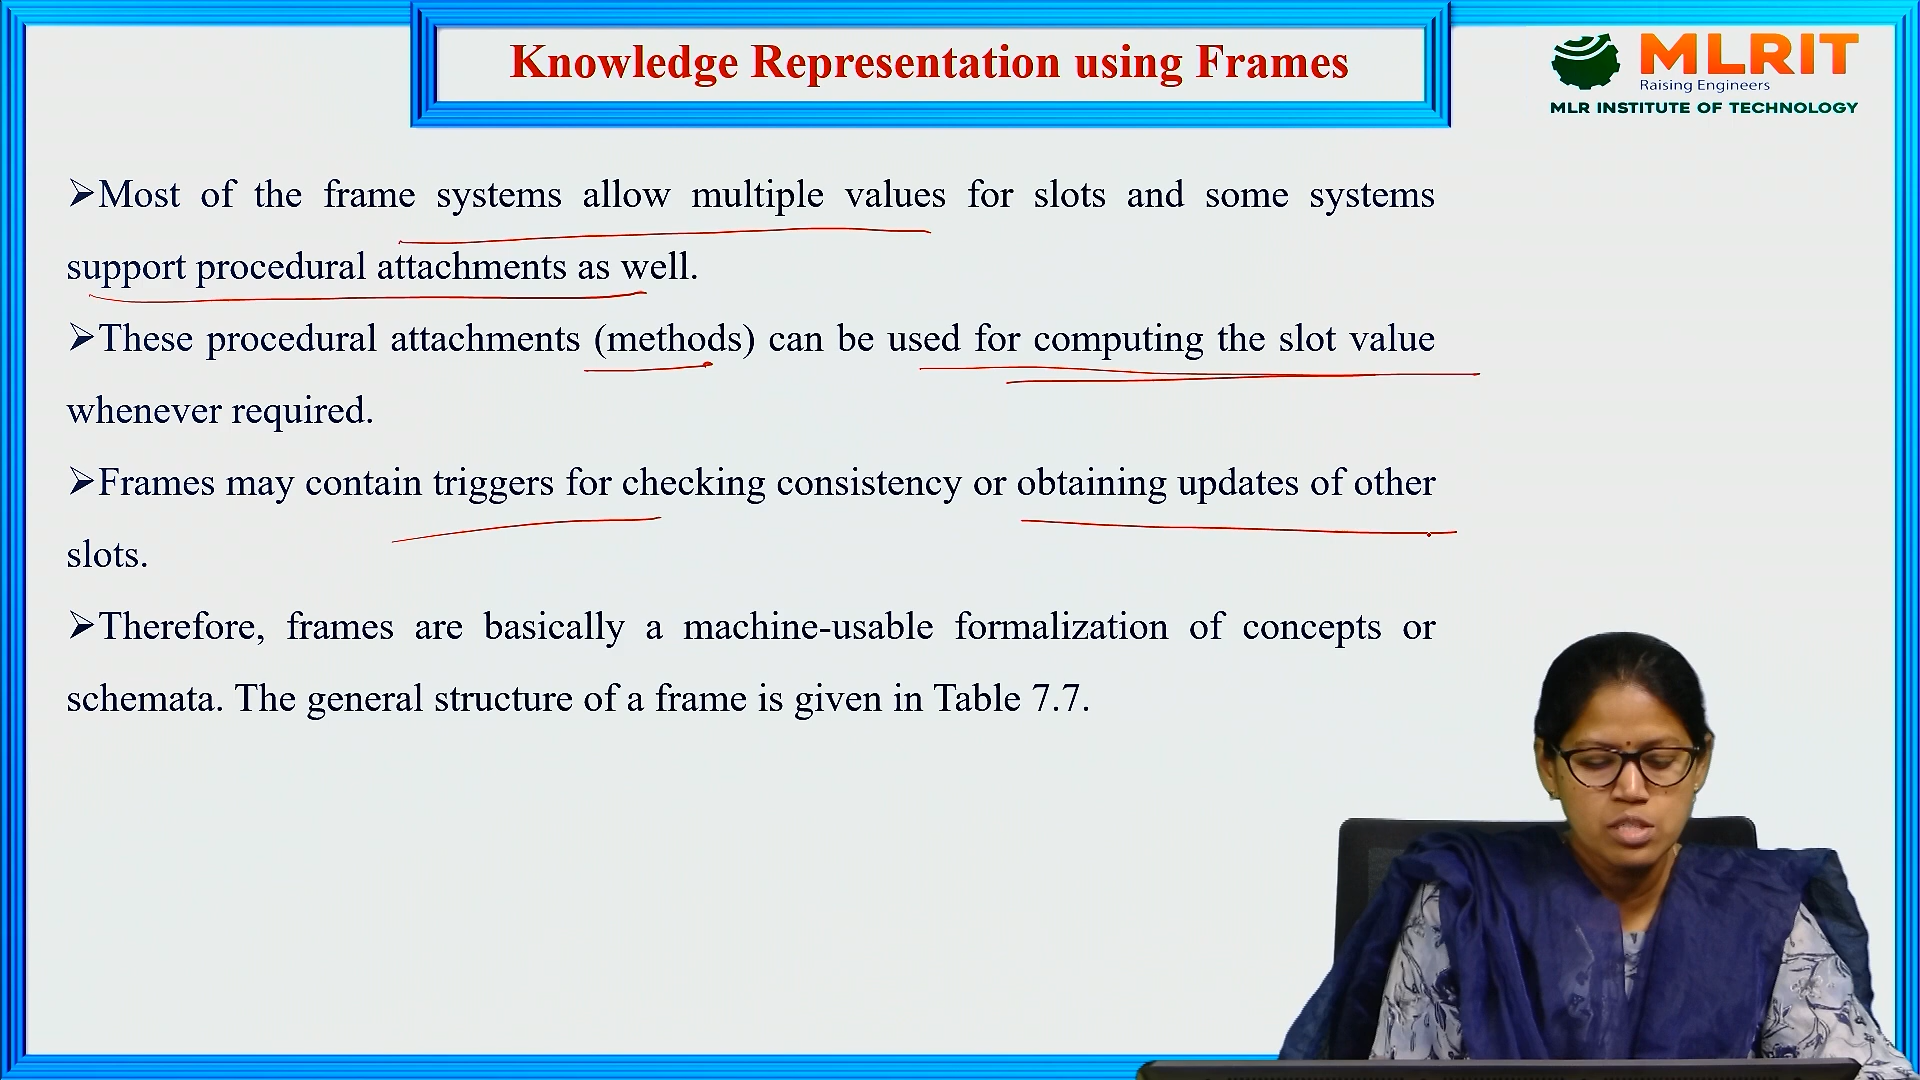 Knowledge Representation using Frames
MLRIT
Raising Engineers
MLR INSTITUTE OF TECHNOLOGY
➢Most of the frame systems allow multiple values for slots and some systems
support procedural attachments as well.
➢These procedural attachments (methods) can be used for computing the slot value
whenever required.
➢Frames may contain triggers for checking consistency or obtaining updates of other
slots.
➢Therefore, frames are basically a machine-usable formalization of concepts or
schemata. The general structure of a frame is given in Table 7.7.